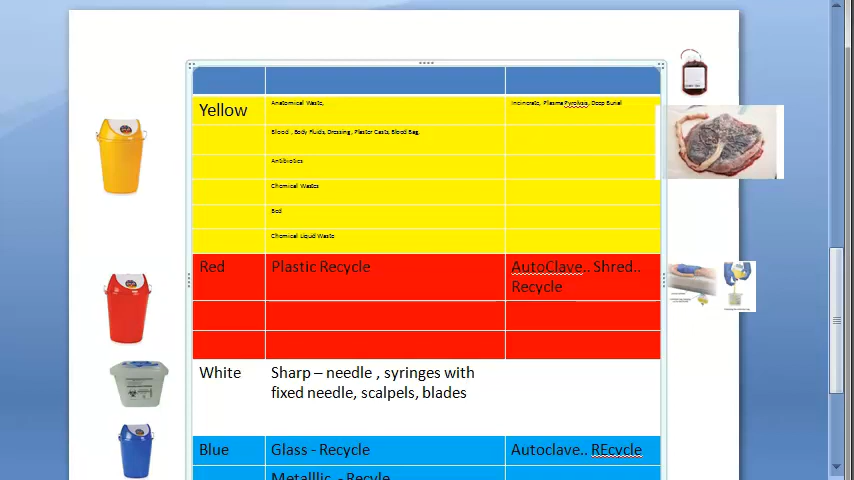 Yellow Anatomical Waste, Incinerate, Plasma Pyrolysis, Deep Burial
Blood , Body Fluids, Dressing , Plaster Casts, Blood Bag,
Antibiotics
Chemical Wastes
Bed
Chemical Liquid Waste
Red Plastic Recycle AutoClave.. Shred..
Recycle
White Sharp – needle , syringes with
fixed needle, scalpels, blades
Blue Glass - Recycle Autoclave.. REcycle
Metalllic - Recyle